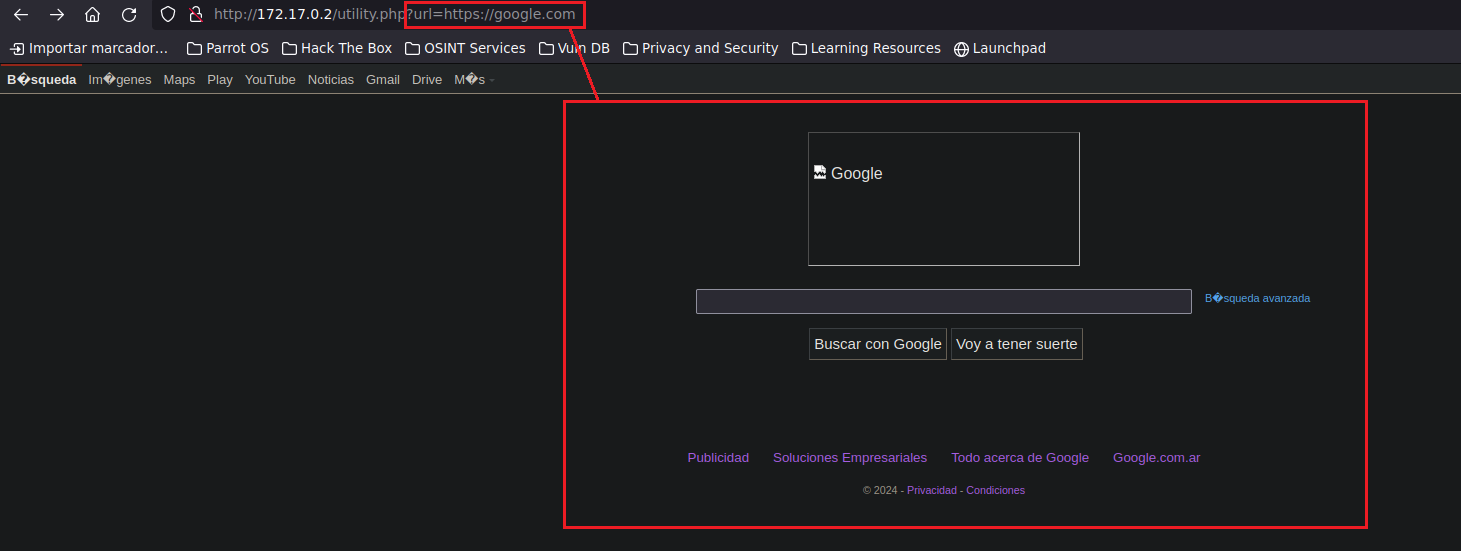 http://172.17.0.2/utility.php?url=https://google.com
Importar marcador... Parrot OS Hack The Box OSINT Services Vuln DB Privacy and Security Learning Resources Launchpad
B�squeda Im�genes Maps Play YouTube Noticias Gmail Drive M�s
Google
B�squeda avanzada
Buscar con Google Voy a tener suerte
Publicidad Soluciones Empresariales Todo acerca de Google Google.com.ar
© 2024 - Privacidad - Condiciones